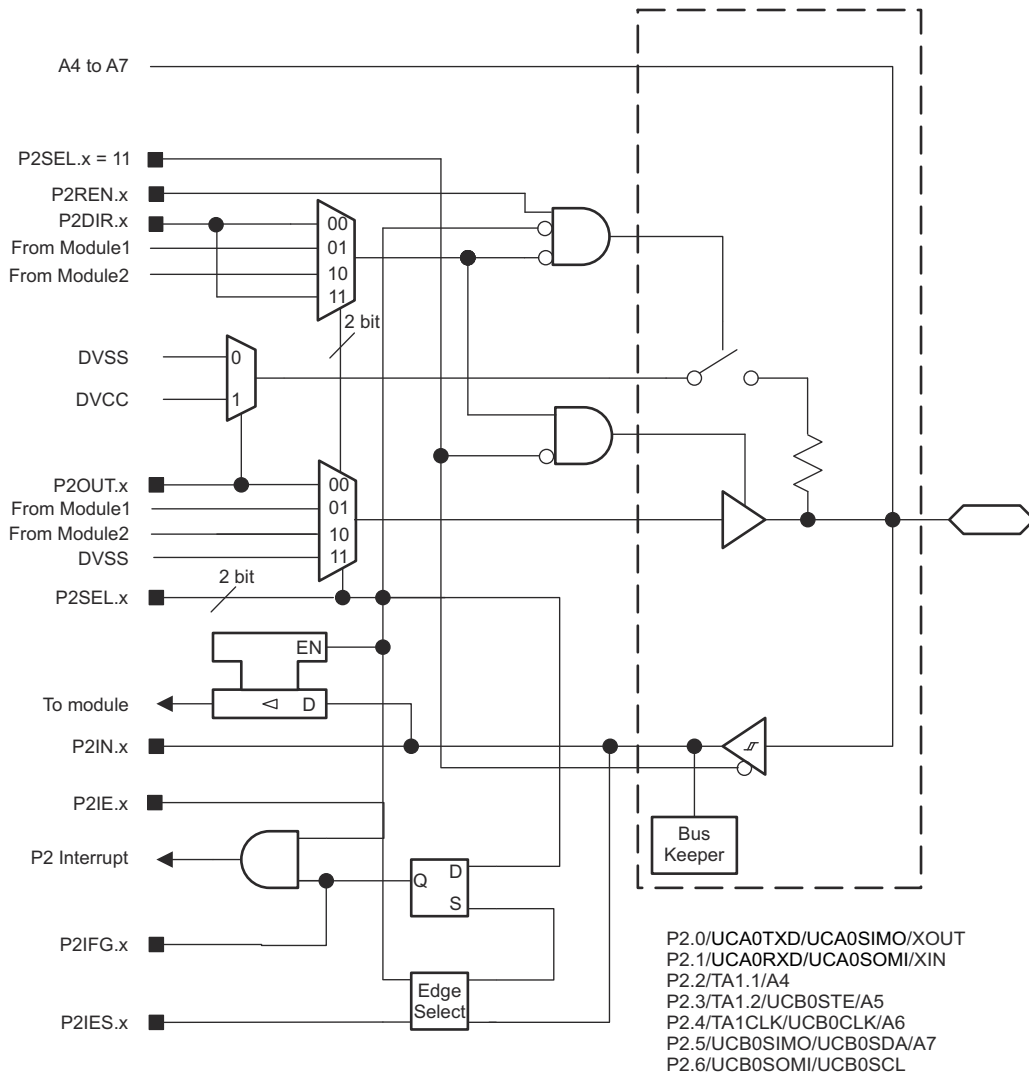 A4 to A7
P2SEL.x = 11
P2REN.x
P2DIR.x
From Module1
From Module2
00
01
10
11
2 bit
DVSS
DVCC
0
1
P2OUT.x
From Module1
From Module2
DVSS
00
01
10
11
P2SEL.x
2 bit
EN
To module
D
P2IN.x
P2IE.x
Bus
Keeper
P2 Interrupt
Q
D
S
P2IFG.x
P2IES.x
Edge
Select
P2.0/UCA0TXD/UCA0SIMO/XOUT
P2.1/UCA0RXD/UCA0SOMI/XIN
P2.2/TA1.1/A4
P2.3/TA1.2/UCB0STE/A5
P2.4/TA1CLK/UCB0CLK/A6
P2.5/UCB0SIMO/UCB0SDA/A7
P2.6/UCB0SOMI/UCB0SCL